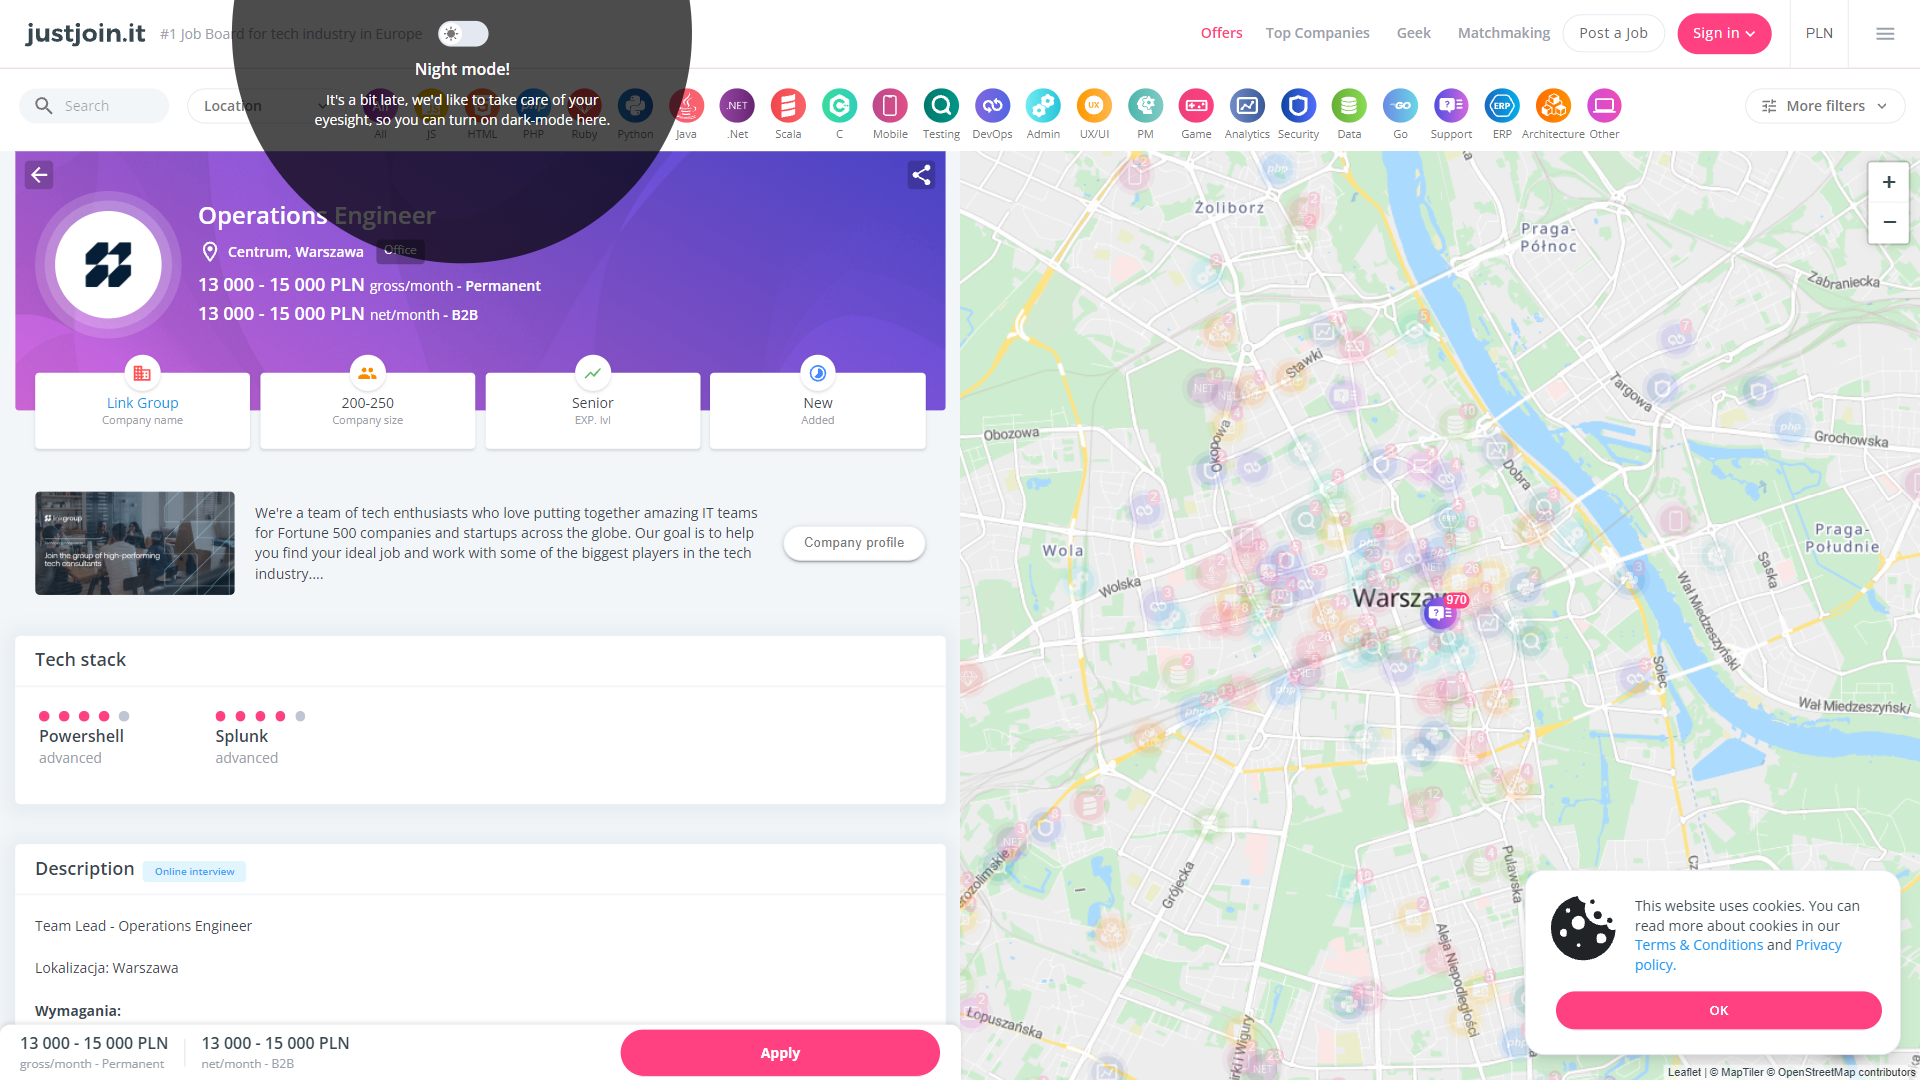 justjoin.it
#1 Job Board for tech industry in Europe
Offers
Top Companies
Geek
Matchmaking
Post a Job
Sign in
PLN
Night mode!
It's a bit late, we'd like to take care of your
eyesight, so you can turn on dark-mode here.
Search
Location
All
JS
HTML
PHP
Ruby
Python
Java
.Net
Scala
C
Mobile
Testing
DevOps
Admin
UX/UI
PM
Game
Analytics
Security
Data
Go
Support
ERP
Architecture
Other
More filters
Operations Engineer
Centrum, Warszawa
Office
13 000 - 15 000 PLN gross/month - Permanent
13 000 - 15 000 PLN net/month - B2B
Link Group
Company name
200-250
Company size
Senior
EXP. lvl
New
Added
linkgroup
Join the group of high-performing
tech consultants
We're a team of tech enthusiasts who love putting together amazing IT teams
for Fortune 500 companies and startups across the globe. Our goal is to help
you find your ideal job and work with some of the biggest players in the tech
industry....
Company profile
Tech stack
Powershell
advanced
Splunk
advanced
Description
Online interview
Team Lead - Operations Engineer
Lokalizacja: Warszawa
Wymagania:
13 000 - 15 000 PLN
gross/month - Permanent
13 000 - 15 000 PLN
net/month - B2B
Apply
+
−
Żoliborz
Praga-
Północ
Zabraniecka
Stawki
Targowa
Obozowa
Okopowa
Grochowska
Dobra
Wola
Wolska
Praga-
Południe
Saska
Warszaw
970
Wał Miedzeszyński
Solec
Wał Miedzeszyński
Grójecka
Puławska
Aleja Niepodległości
Łopuszańska
This website uses cookies. You can
read more about cookies in our
Terms & Conditions and Privacy
policy.
OK
Leaflet | © MapTiler © OpenStreetMap contributors